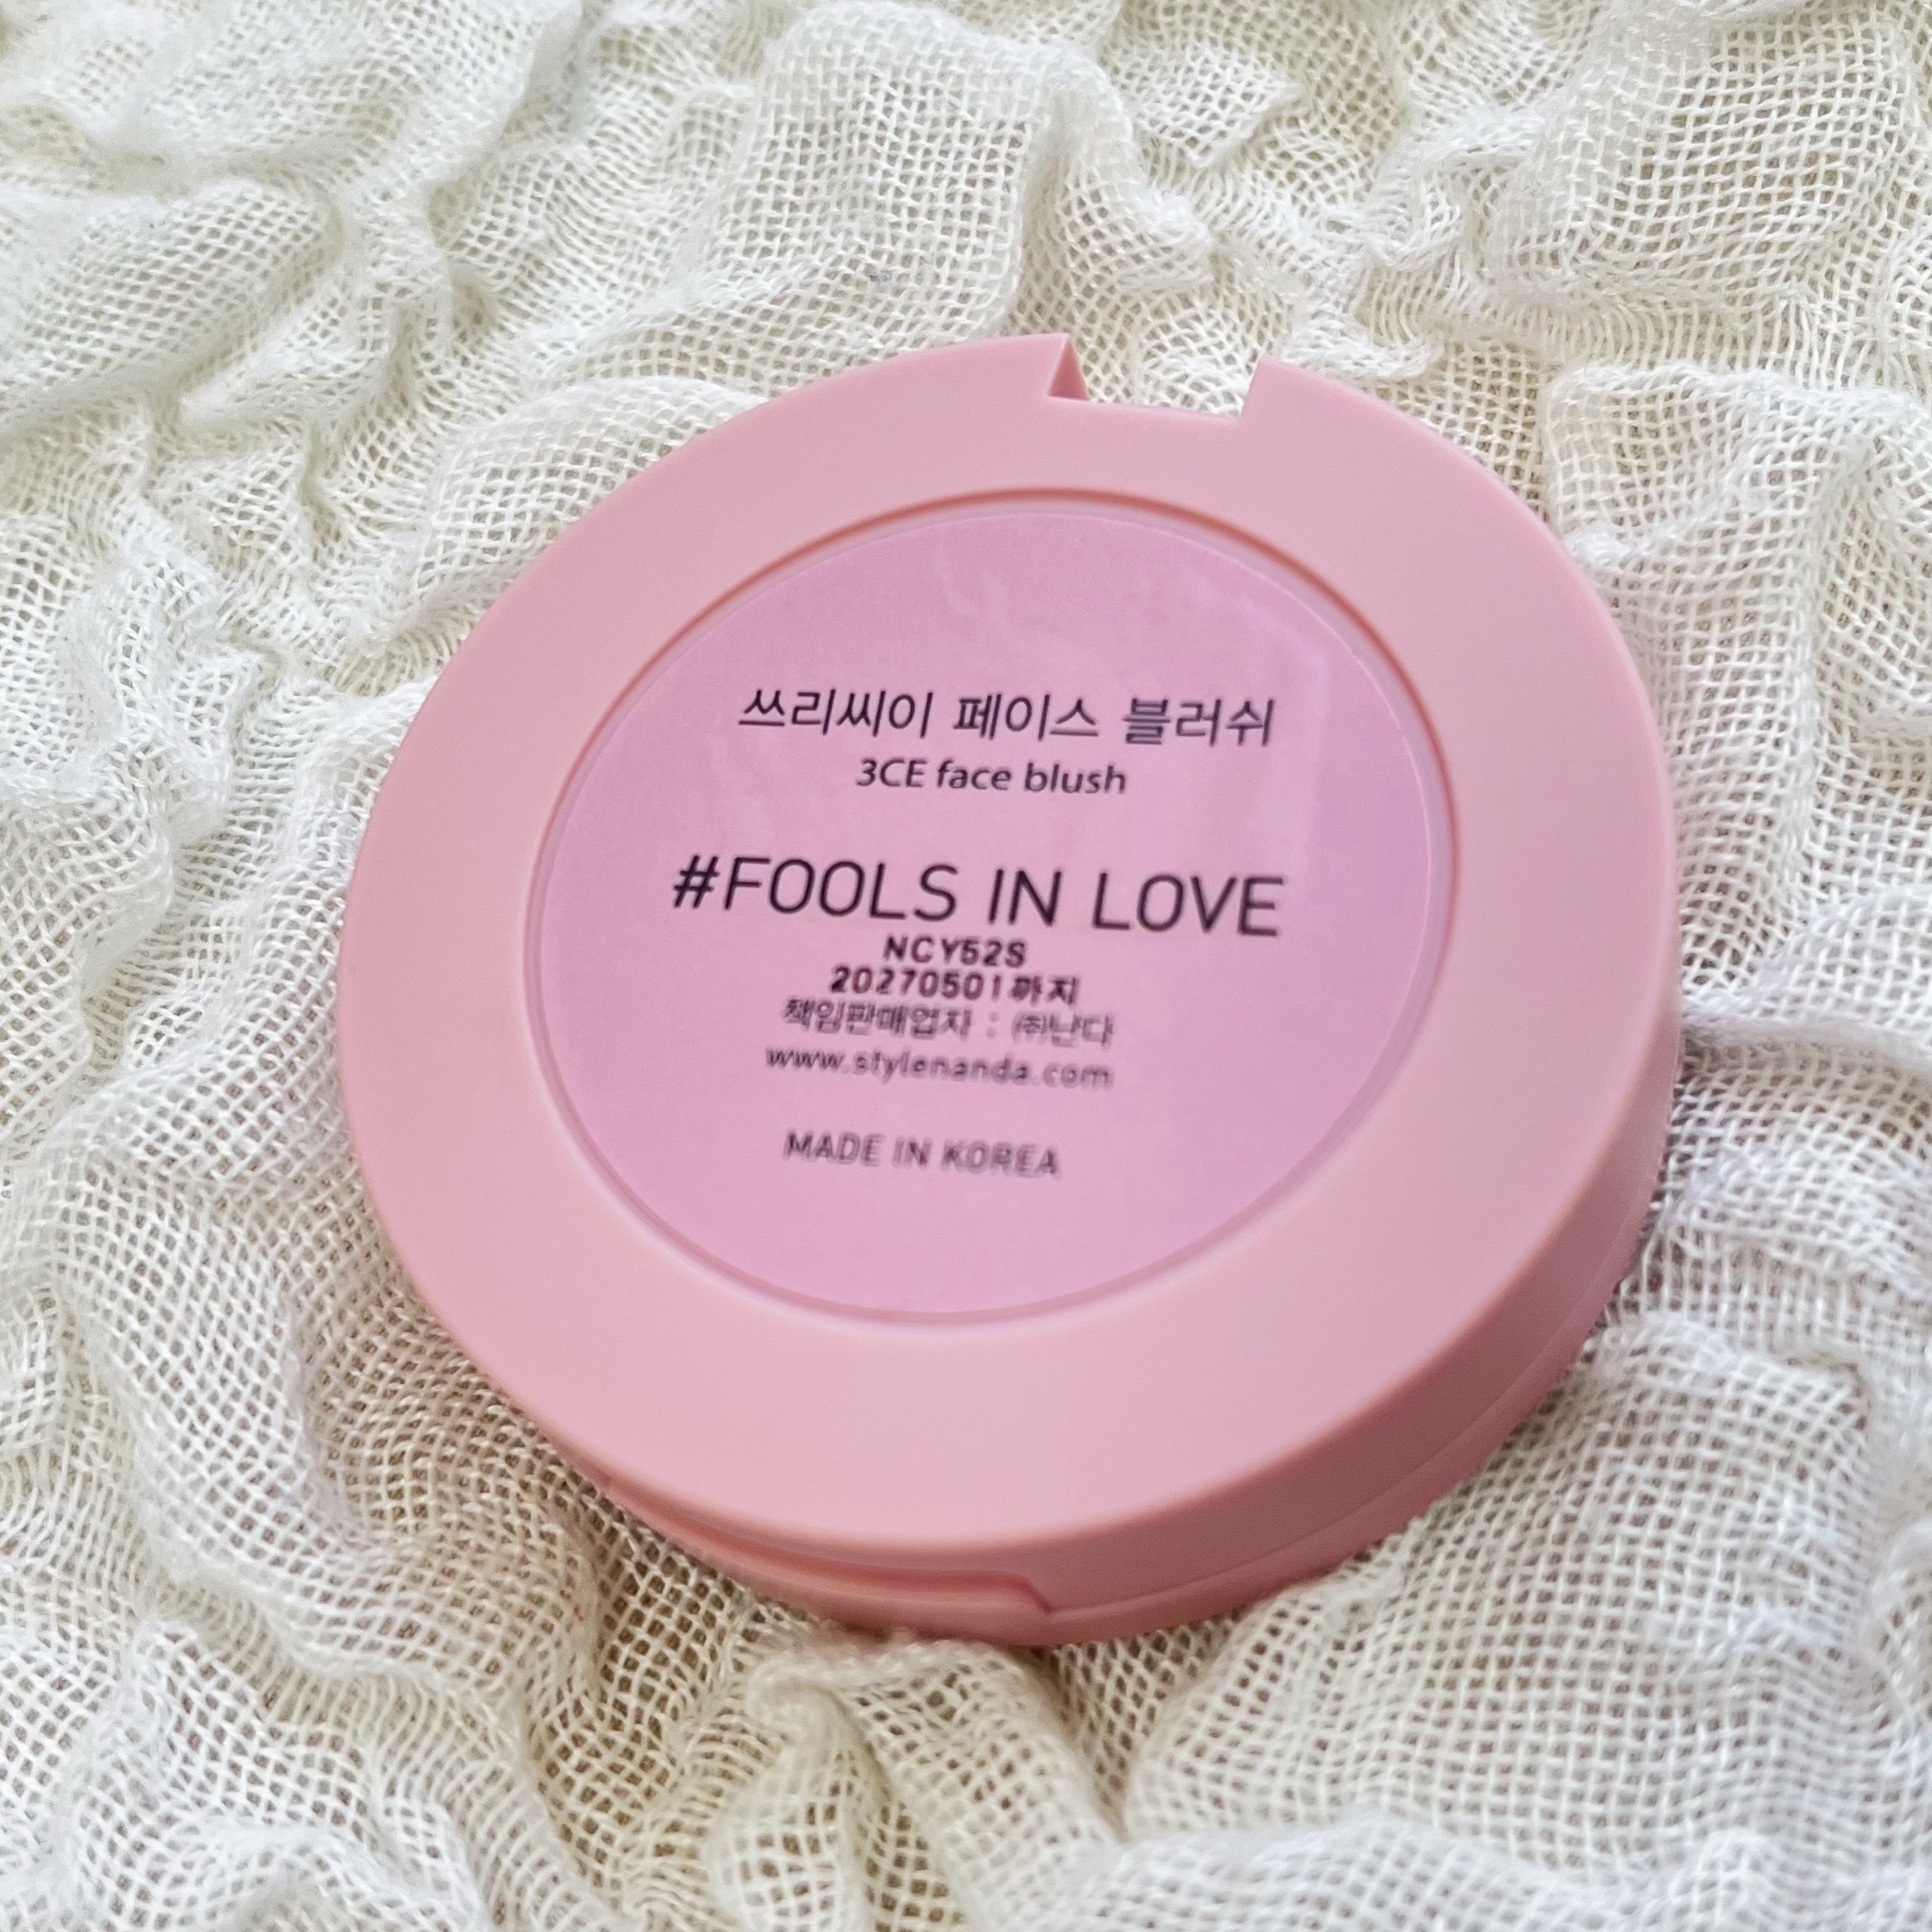 쓰리씨이 페이스 블러쉬
3CE face blush
#FOOLS IN LOVE
NCY52S
20270501까지
책임판매업자 : ㈜난다
www.stylenanda.com
MADE IN KOREA